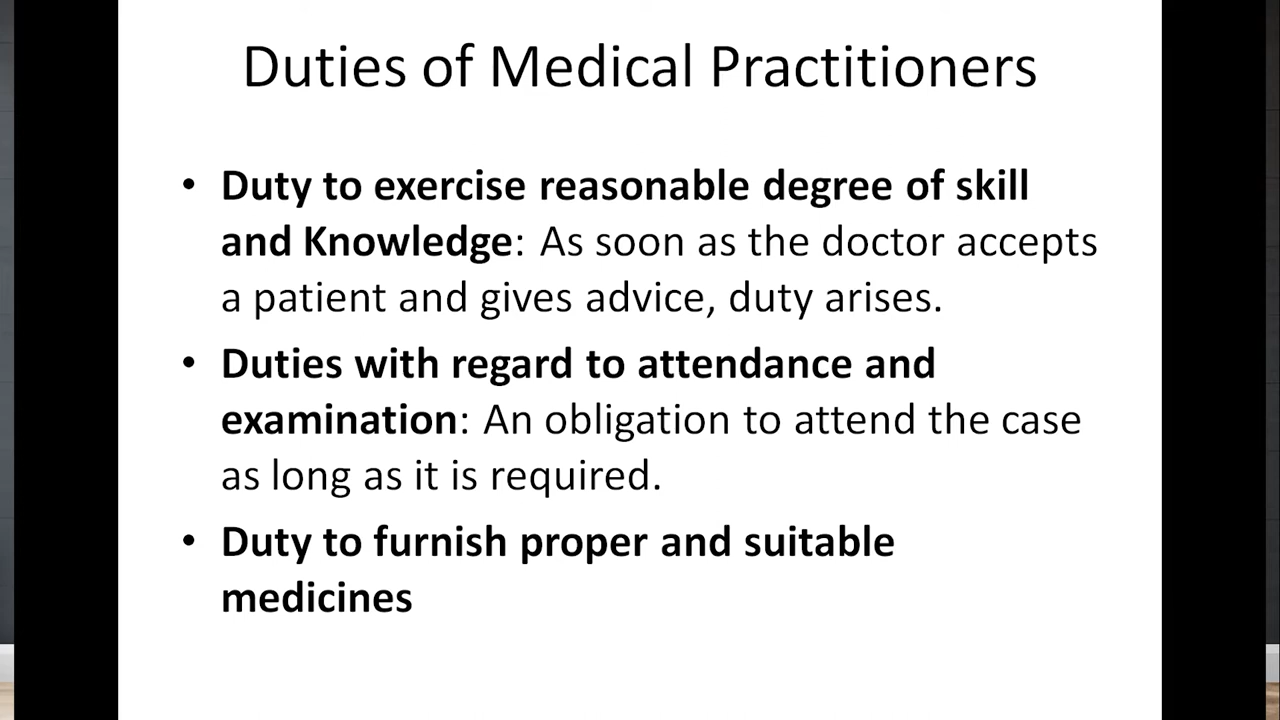 Duties of Medical Practitioners
• Duty to exercise reasonable degree of skill
and Knowledge: As soon as the doctor accepts
a patient and gives advice, duty arises.
• Duties with regard to attendance and
examination: An obligation to attend the case
as long as it is required.
• Duty to furnish proper and suitable
medicines